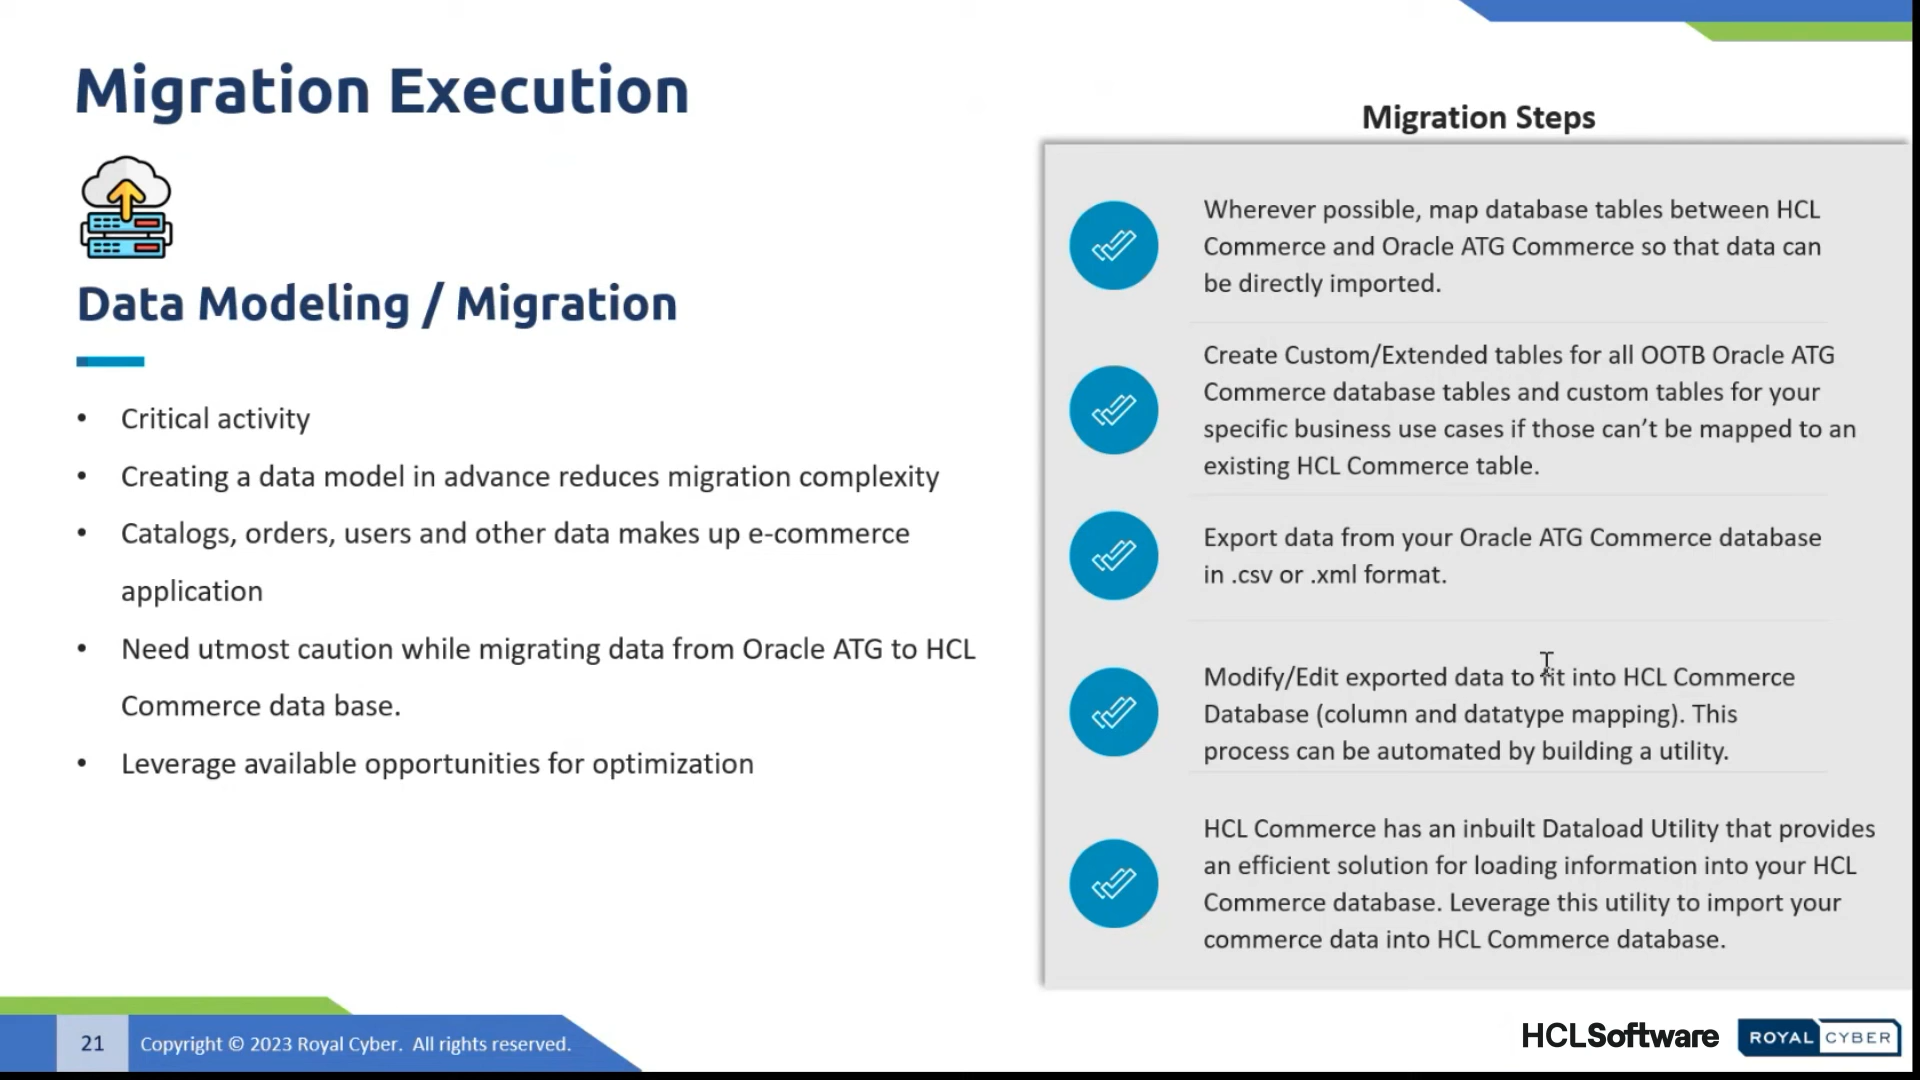 Migration Execution
Data Modeling / Migration
• Critical activity
• Creating a data model in advance reduces migration complexity
• Catalogs, orders, users and other data makes up e-commerce
application
• Need utmost caution while migrating data from Oracle ATG to HCL
Commerce data base.
• Leverage available opportunities for optimization
Migration Steps
Wherever possible, map database tables between HCL
Commerce and Oracle ATG Commerce so that data can
be directly imported.
Create Custom/Extended tables for all OOTB Oracle ATG
Commerce database tables and custom tables for your
specific business use cases if those can’t be mapped to an
existing HCL Commerce table.
Export data from your Oracle ATG Commerce database
in .csv or .xml format.
Modify/Edit exported data to fit into HCL Commerce
Database (column and datatype mapping). This
process can be automated by building a utility.
HCL Commerce has an inbuilt Dataload Utility that provides
an efficient solution for loading information into your HCL
Commerce database. Leverage this utility to import your
commerce data into HCL Commerce database.
21
Copyright © 2023 Royal Cyber. All rights reserved.
HCLSoftware
ROYAL CYBER